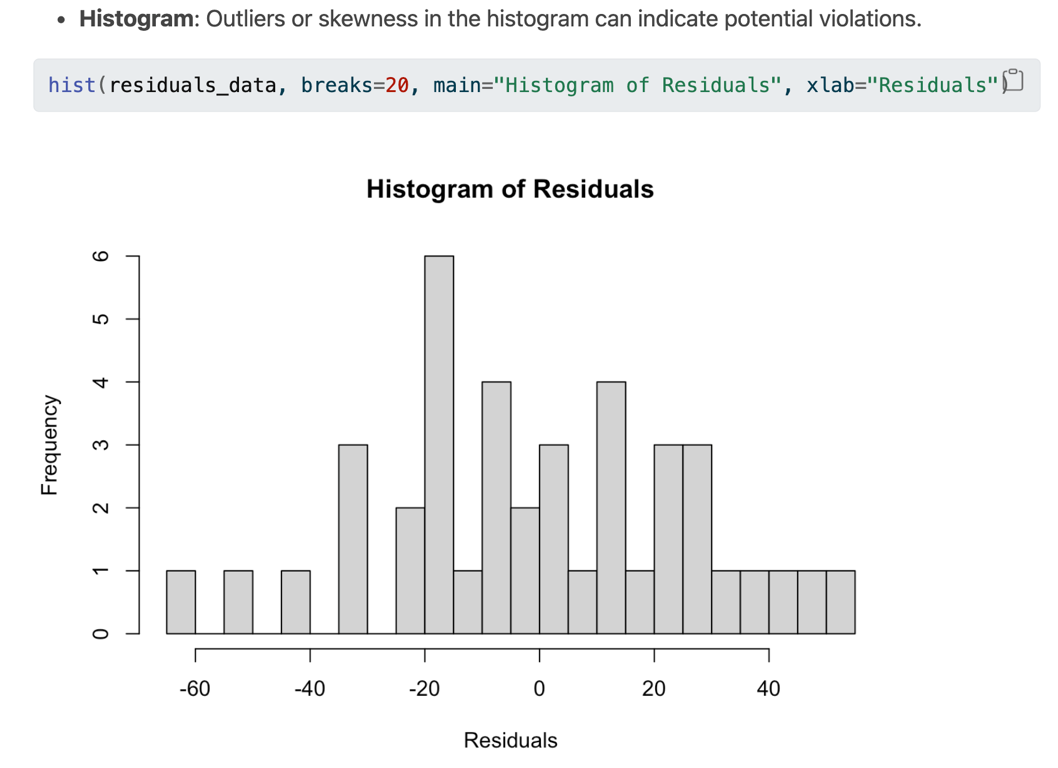 • Histogram: Outliers or skewness in the histogram can indicate potential violations.
hist(residuals_data, breaks=20, main="Histogram of Residuals", xlab="Residuals")
Histogram of Residuals
Frequency
6
5
4
3
2
1
0
-60 -40 -20 0 20 40
Residuals